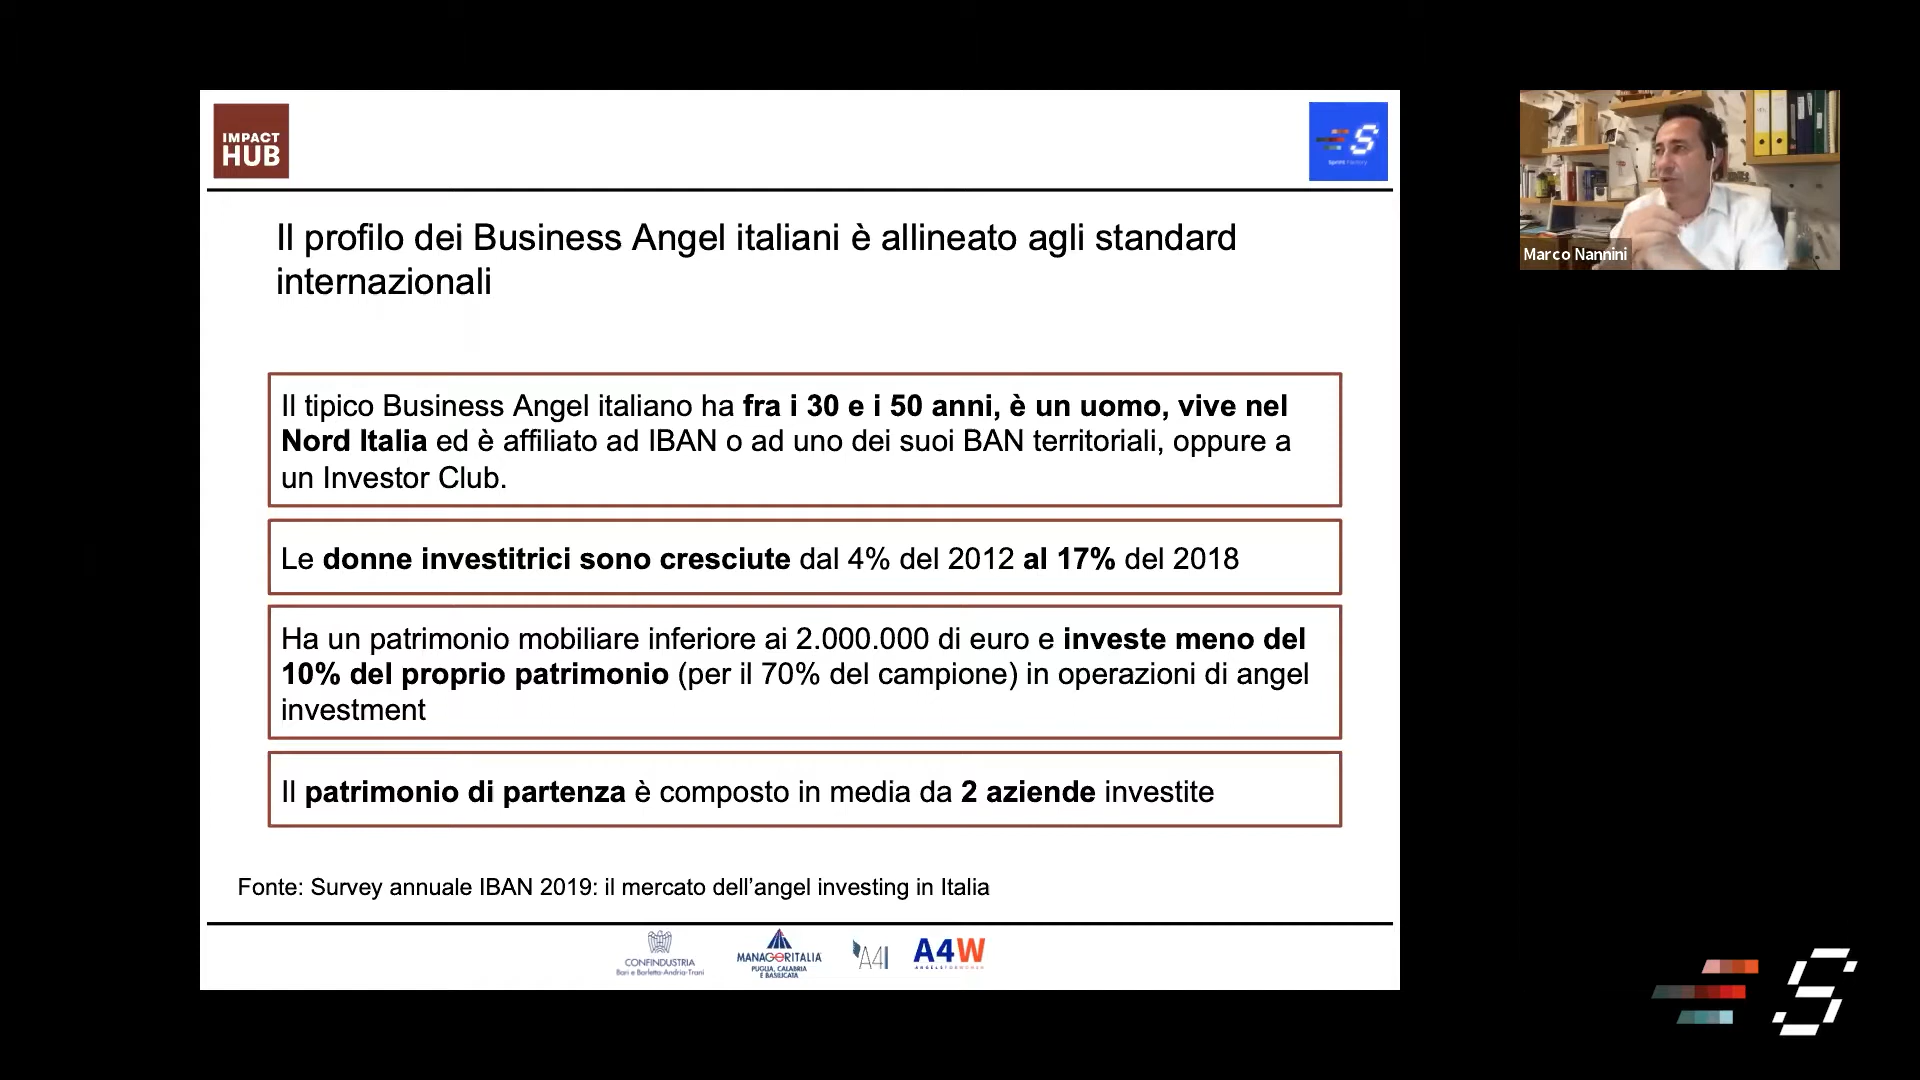 IMPACT
HUB
S
Sprint Factory
Marco Nannini
Il profilo dei Business Angel italiani è allineato agli standard
internazionali
Il tipico Business Angel italiano ha fra i 30 e i 50 anni, è un uomo, vive nel
Nord Italia ed è affiliato ad IBAN o ad uno dei suoi BAN territoriali, oppure a
un Investor Club.
Le donne investitrici sono cresciute dal 4% del 2012 al 17% del 2018
Ha un patrimonio mobiliare inferiore ai 2.000.000 di euro e investe meno del
10% del proprio patrimonio (per il 70% del campione) in operazioni di angel
investment
Il patrimonio di partenza è composto in media da 2 aziende investite
Fonte: Survey annuale IBAN 2019: il mercato dell’angel investing in Italia
CONFINDUSTRIA
Bari e Barletta-Andria-Trani
MANAGERITALIA
PUGLIA, CALABRIA
E BASILICATA
A4I
A4W
ANGELS FOR WOMEN
S